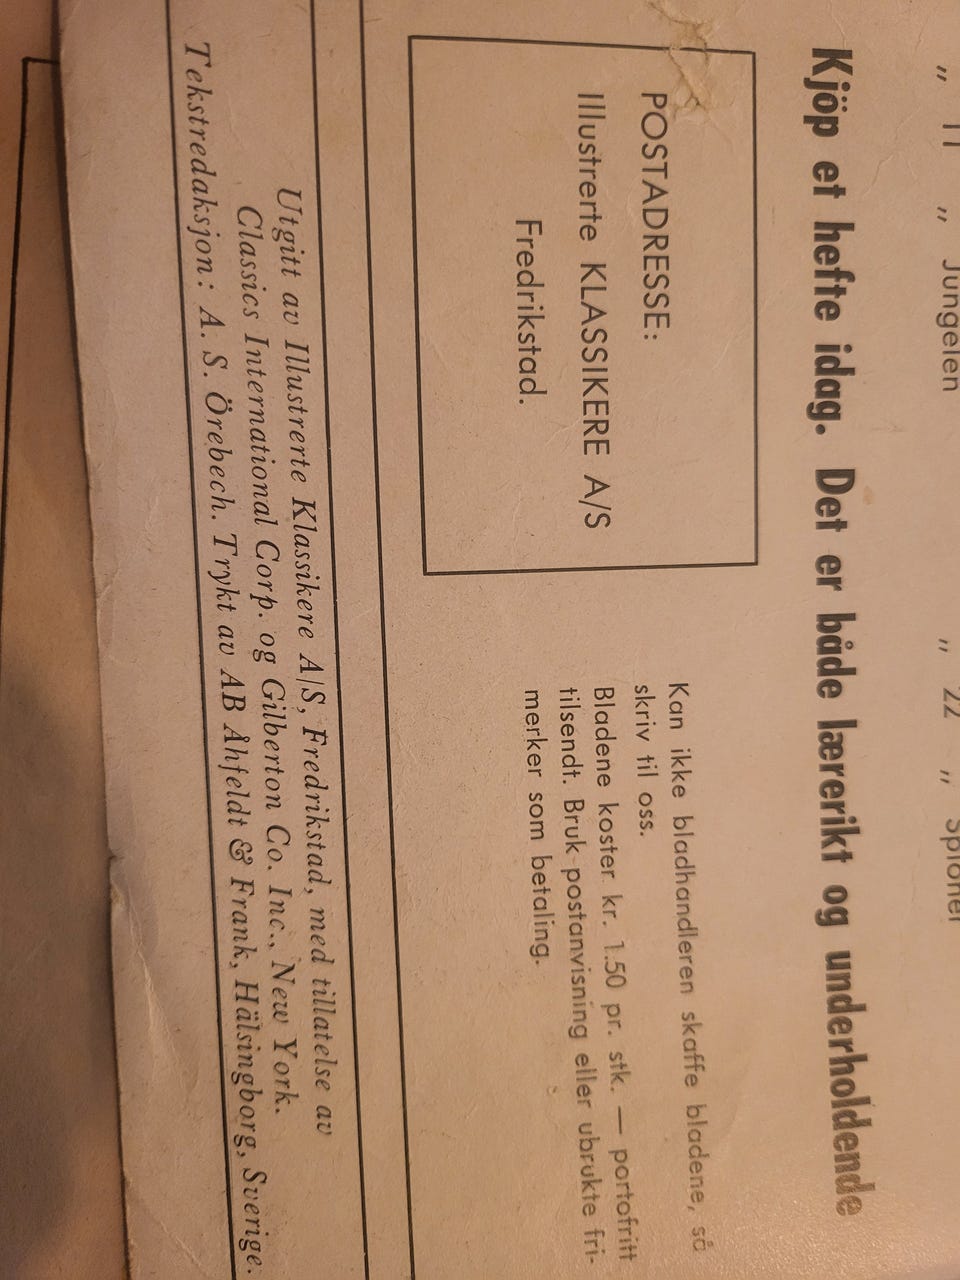 „ 11 „ Jungelen
„ 22 „ Spioner
Kjöp et hefte idag. Det er både lærerikt og underholdende
POSTADRESSE:
Illustrerte KLASSIKERE A/S
Fredrikstad.
Kan ikke bladhandleren skaffe bladene, så
skriv til oss.
Bladene koster kr. 1.50 pr. stk. — portofritt
tilsendt. Bruk postanvisning eller ubrukte fri-
merker som betaling.
Utgitt av Illustrerte Klassikere A/S, Fredrikstad, med tillatelse av
Classics International Corp. og Gilberton Co. Inc., New York.
Tekstredaksjon: A. S. Örebech. Trykt av AB Åhfeldt & Frank, Hälsingborg, Sverige.